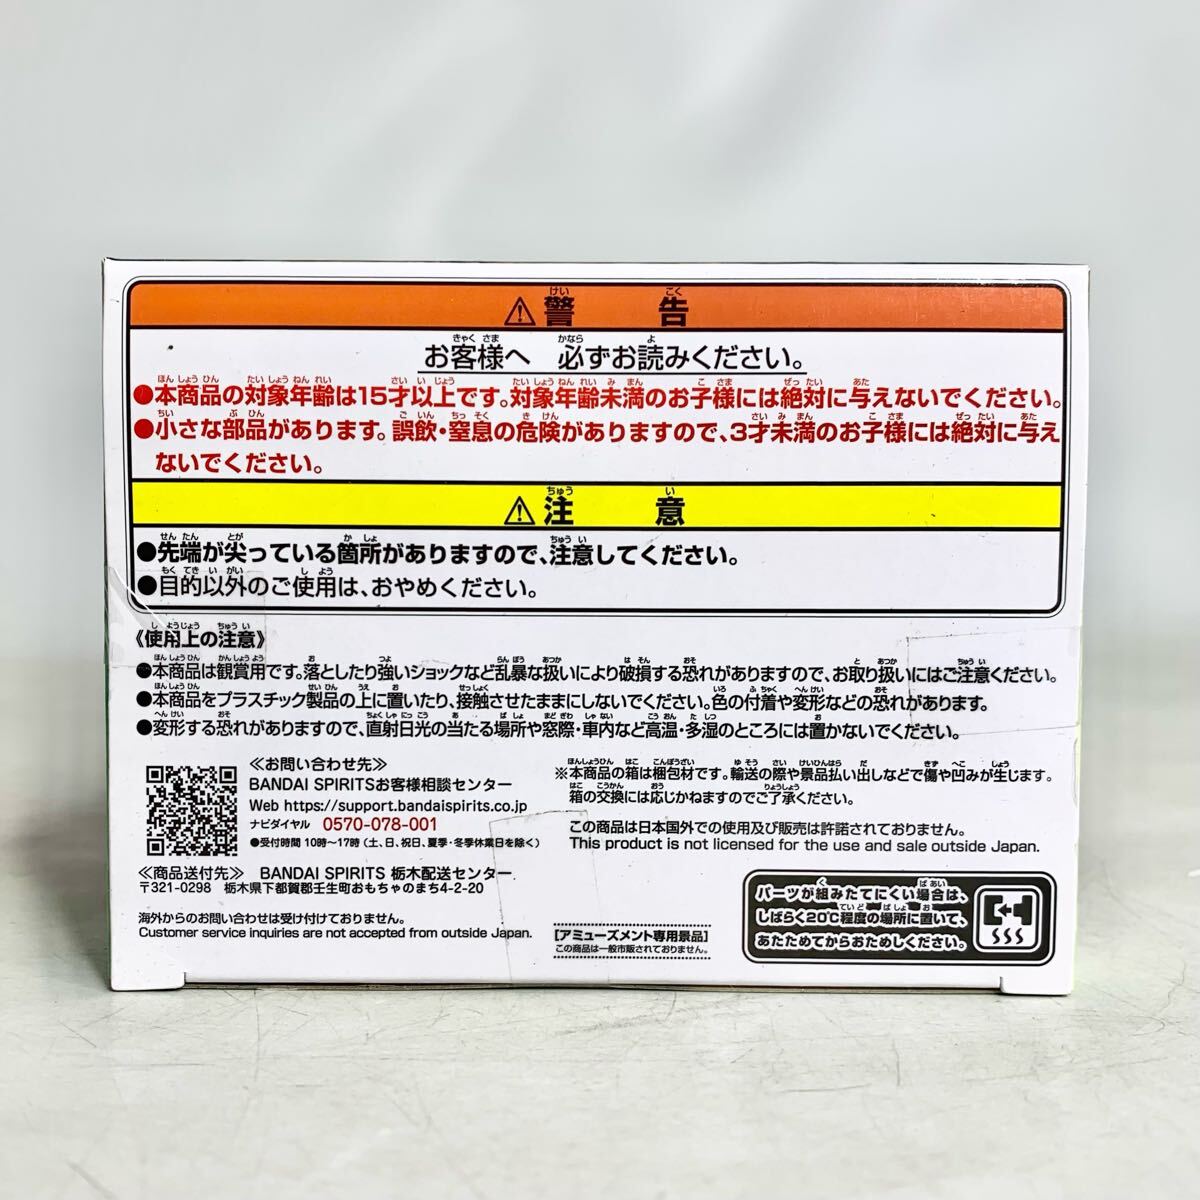 ⚠警告
お客様へ 必ずお読みください。
●本商品の対象年齢は15才以上です。対象年齢未満のお子様には絶対に与えないでください。
●小さな部品があります。誤飲・窒息の危険がありますので、3才未満のお子様には絶対に与え
ないでください。
⚠注意
●先端が尖っている箇所がありますので、注意してください。
●目的以外のご使用は、おやめください。
《使用上の注意》
●本商品は観賞用です。落としたり強いショックなど乱暴な扱いにより破損する恐れがありますので、お取り扱いにはご注意ください。
●本商品をプラスチック製品の上に置いたり、接触させたままにしないでください。色の付着や変形などの恐れがあります。
●変形する恐れがありますので、直射日光の当たる場所や窓際・車内など高温・多湿のところには置かないでください。
≪お問い合わせ先≫
BANDAI SPIRITSお客様相談センター
Web https://support.bandaispirits.co.jp
ナビダイヤル 0570-078-001
●受付時間 10時～17時（土、日、祝日、夏季・冬季休業日を除く）
≪商品送付先≫ BANDAI SPIRITS 栃木配送センター
〒321-0298 栃木県下都賀郡壬生町おもちゃのまち4-2-20
海外からのお問い合わせは受け付けておりません。
Customer service inquiries are not accepted from outside Japan.
※本商品の箱は梱包材です。輸送の際や景品払い出しなどで傷や凹みが生じます。
箱の交換には応じかねますのでご了承ください。
この商品は日本国外での使用及び販売は許諾されておりません。
This product is not licensed for the use and sale outside Japan.
[アミューズメント専用景品]
この商品は一般市販されておりません。
パーツが組みたてにくい場合は、
しばらく20℃程度の場所に置いて、
あたためてからおためしください。